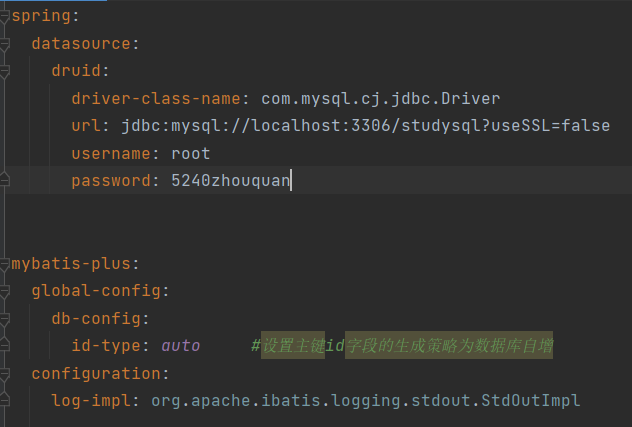 spring:
  datasource:
    druid:
      driver-class-name: com.mysql.cj.jdbc.Driver
      url: jdbc:mysql://localhost:3306/studysql?useSSL=false
      username: root
      password: 5240zhouquan
mybatis-plus:
  global-config:
    db-config:
      id-type: auto     #设置主键id字段的生成策略为数据库自增
  configuration:
    log-impl: org.apache.ibatis.logging.stdout.StdOutImpl